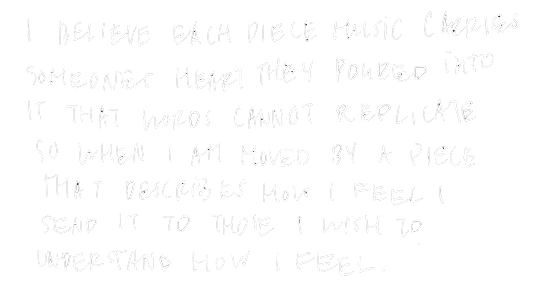 I BELIEVE EACH PIECE MUSIC CARRIES
SOMEONES HEART THEY POURED INTO
IT THAT WORDS CANNOT REPLICATE
SO WHEN I AM MOVED BY A PIECE
THAT DESCRIBES HOW I FEEL I
SEND IT TO THOSE I WISH TO
UNDERSTAND HOW I FEEL.